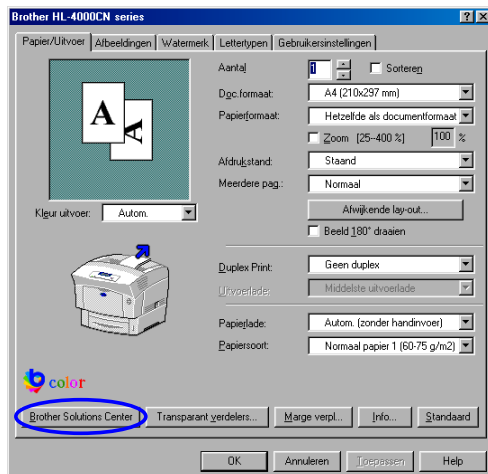 Brother HL-4000CN series
Papier/Uitvoer Afbeeldingen Watermerk Lettertypen Gebruikersinstellingen
Aantal 1 Sorteren
Doc.formaat: A4 (210x297 mm)
Papierformaat: Hetzelfde als documentformaat
Zoom [25--400 %] 100 %
Afdrukstand: Staand
Meerdere pag.: Normaal
Kleur uitvoer: Autom.
Afwijkende lay-out...
Beeld 180° draaien
Duplex Print: Geen duplex
Uitvoerlade: Middelste uitvoerlade
Papierlade: Autom. (zonder handinvoer)
Papiersoort: Normaal papier 1 (60-75 g/m2)
color
Brother Solutions Center Transparant verdelers... Marge verpl... Info... Standaard
OK Annuleren Toepassen Help
A
A